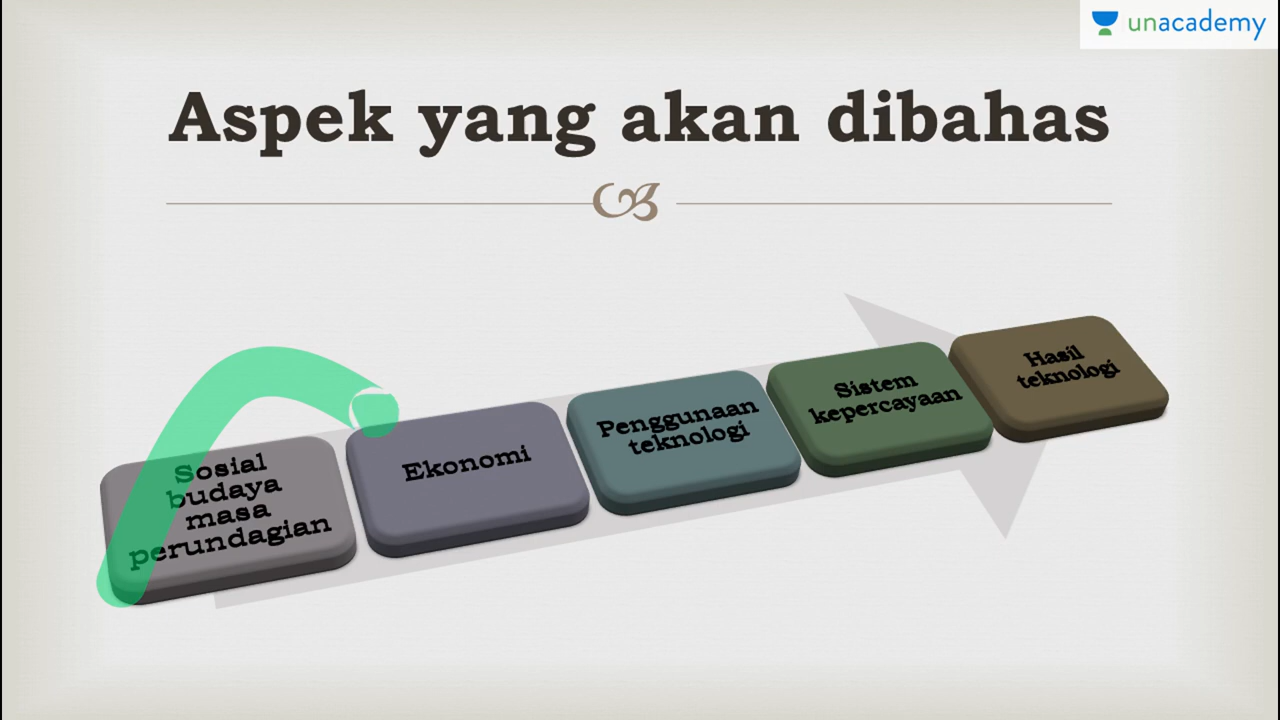 unacademy
Aspek yang akan dibahas
Sosial
budaya
masa
perundagian
Ekonomi
Penggunaan
teknologi
Sistem
kepercayaan
Hasil
teknologi